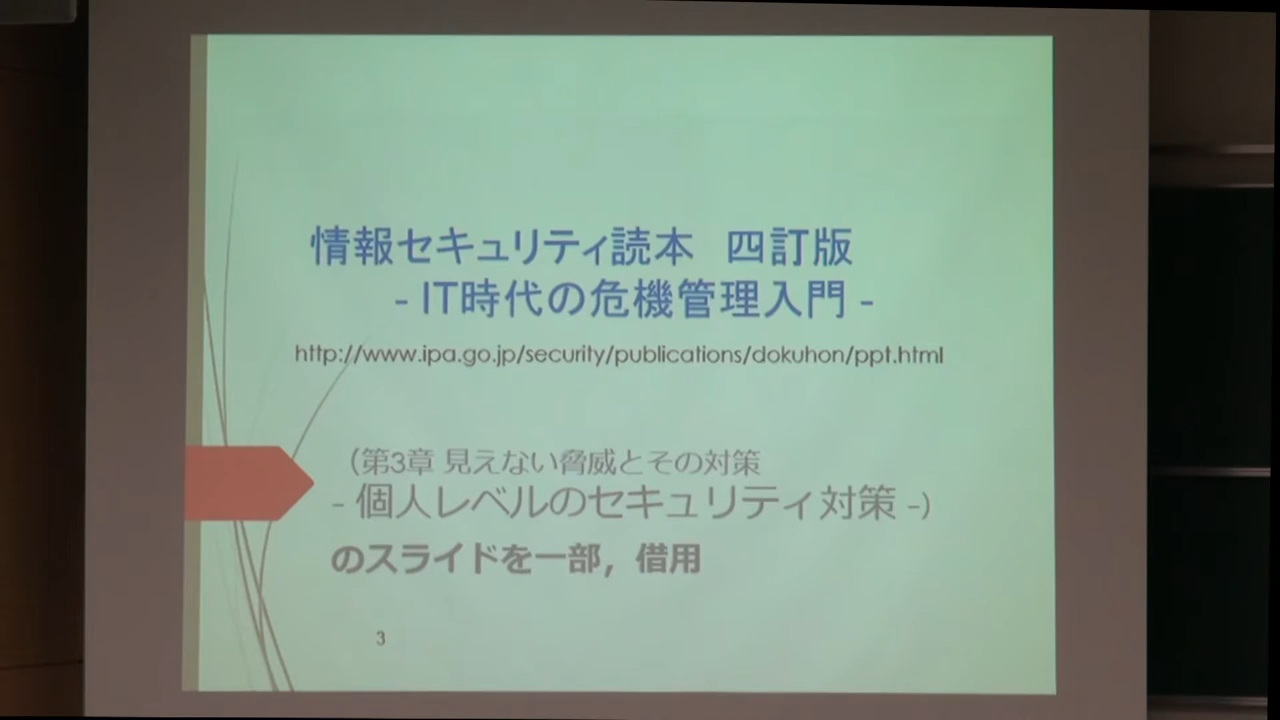 情報セキュリティ読本　四訂版
- IT時代の危機管理入門 -
http://www.ipa.go.jp/security/publications/dokuhon/ppt.html
（第3章 見えない脅威とその対策
- 個人レベルのセキュリティ対策 -）
のスライドを一部，借用
3